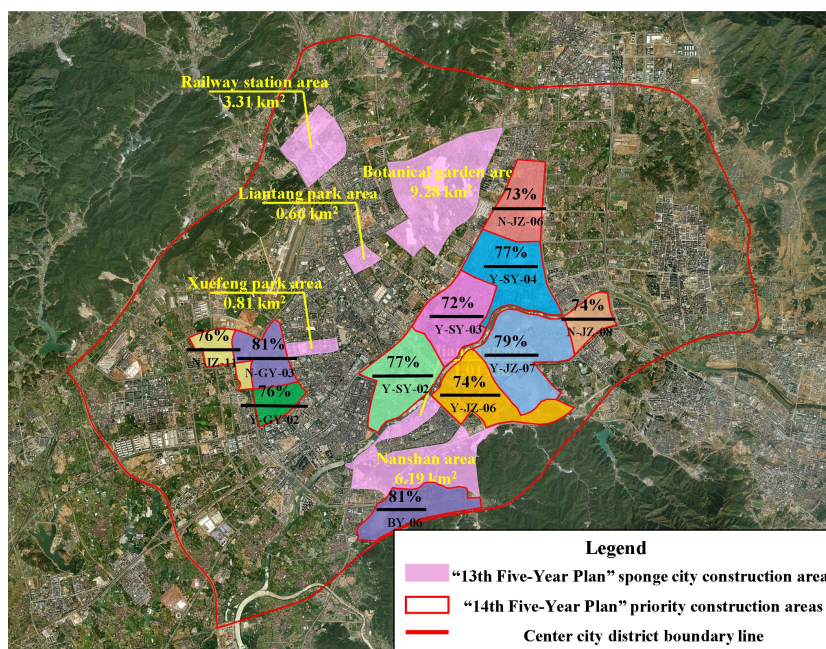 Railway station area
3.31 km²
Botanical garden are
9.28 km²
Liantang park area
0.66 km²
73%
N-JZ-06
77%
Y-SY-04
Xuefeng park area
0.81 km²
72%
Y-SY-03
74%
N-JZ-08
76%
N-JZ-11
81%
N-GY-03
79%
Y-JZ-07
77%
Y-SY-02
76%
Y-GY-02
74%
Y-JZ-06
Nanshan area
6.19 km²
81%
BY-06
Legend
“13th Five-Year Plan” sponge city construction area
“14th Five-Year Plan” priority construction areas
Center city district boundary line